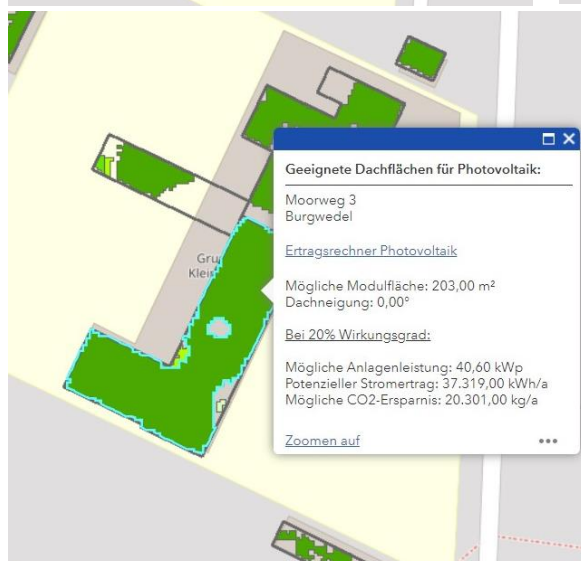 Geeignete Dachflächen für Photovoltaik:
Moorweg 3
Burgwedel
Ertragsrechner Photovoltaik
Mögliche Modulfläche: 203,00 m²
Dachneigung: 0,00°
Bei 20% Wirkungsgrad:
Mögliche Anlagenleistung: 40,60 kWp
Potenzieller Stromertrag: 37.319,00 kWh/a
Mögliche CO2-Ersparnis: 20.301,00 kg/a
Zoomen auf
Gru
Klein